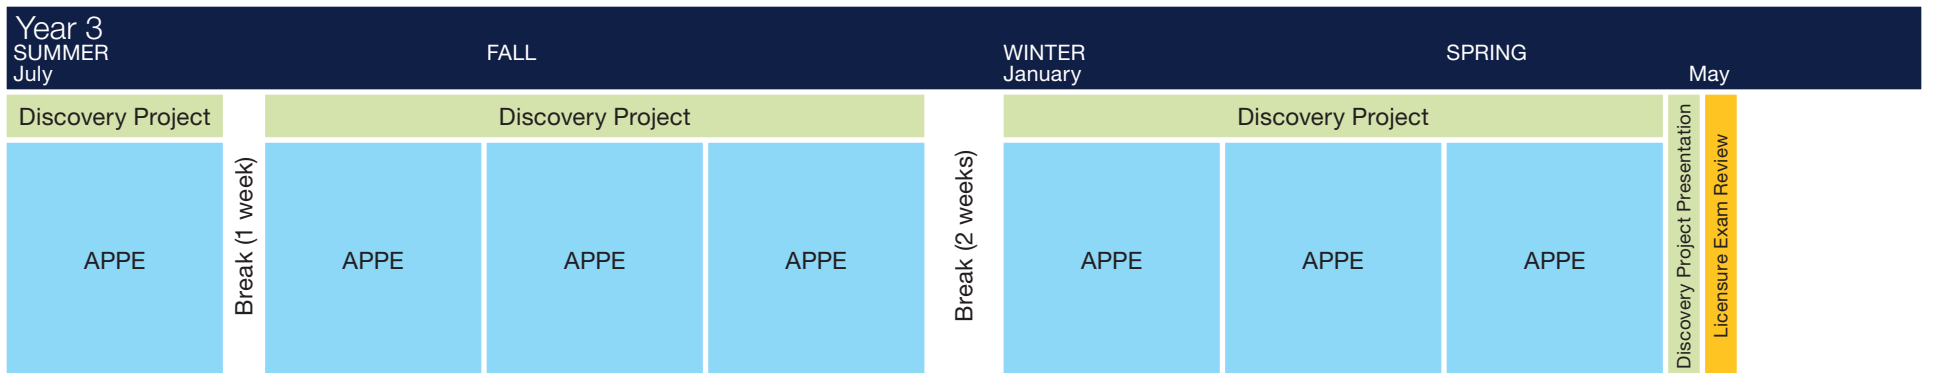 Year 3
SUMMER FALL WINTER SPRING
July January May
Discovery Project Discovery Project Discovery Project
APPE
Break (1 week)
APPE
APPE
APPE
Break (2 weeks)
APPE
APPE
APPE
Discovery Project Presentation
Licensure Exam Review